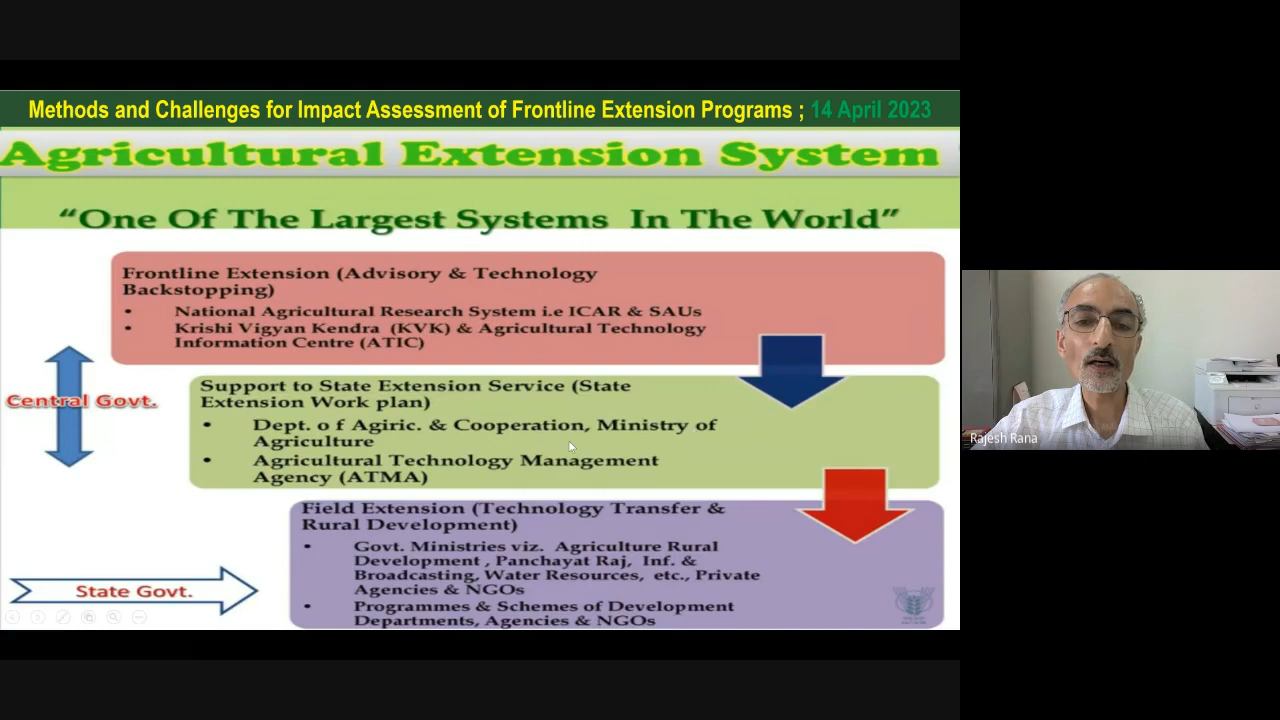 Methods and Challenges for Impact Assessment of Frontline Extension Programs ; 14 April 2023
Agricultural Extension System
“One Of The Largest Systems In The World”
Frontline Extension (Advisory & Technology
Backstopping)
• National Agricultural Research System i.e ICAR & SAUs
• Krishi Vigyan Kendra (KVK) & Agricultural Technology
Information Centre (ATIC)
Central Govt.
Support to State Extension Service (State
Extension Work plan)
• Dept. o f Agiric. & Cooperation, Ministry of
Agriculture
• Agricultural Technology Management
Agency (ATMA)
Field Extension (Technology Transfer &
Rural Development)
• Govt. Ministries viz. Agriculture Rural
Development , Panchayat Raj, Inf. &
Broadcasting, Water Resources, etc., Private
Agencies & NGOs
• Programmes & Schemes of Development
Departments, Agencies & NGOs
State Govt.
Rajesh Rana